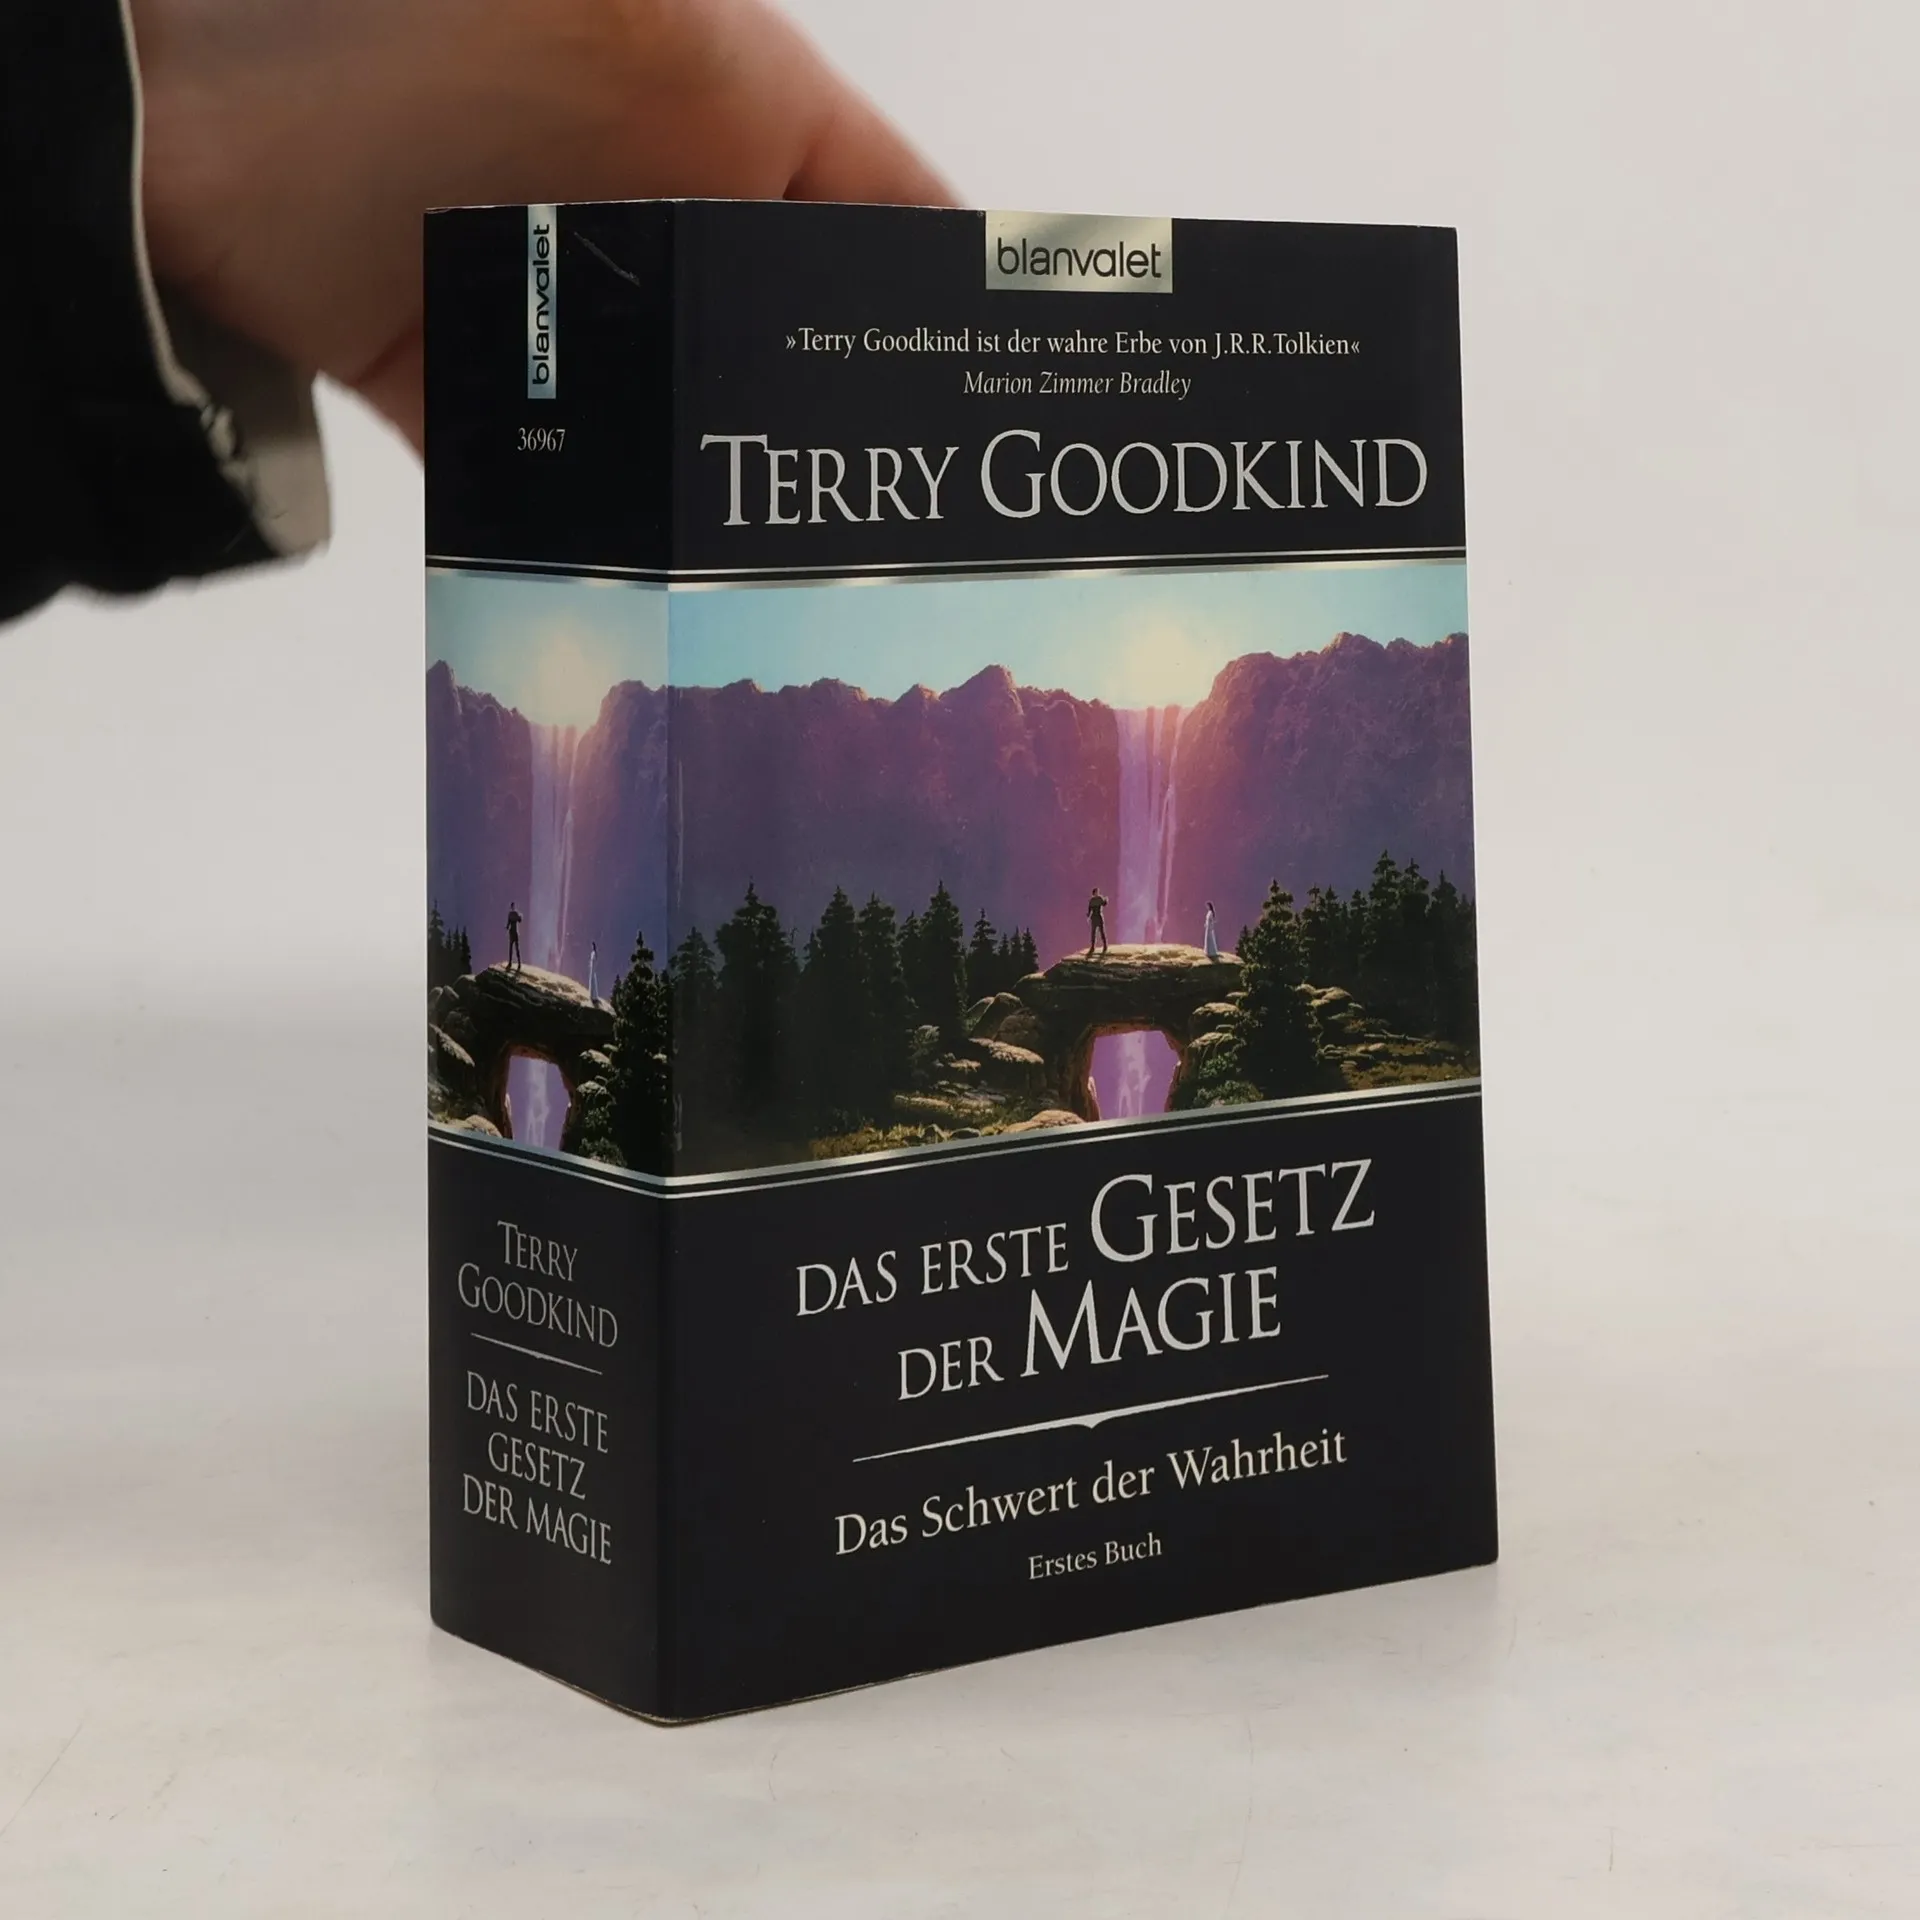 blanvalet
36967
TERRY
GOODKIND
DAS ERSTE
GESETZ
DER MAGIE
blanvalet
»Terry Goodkind ist der wahre Erbe von J.R.R.Tolkien«
Marion Zimmer Bradley
TERRY GOODKIND
DAS ERSTE GESETZ
DER MAGIE
Das Schwert der Wahrheit
Erstes Buch